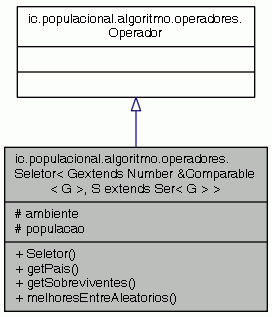 ic.populacional.algoritmo.operadores.
Operador
ic.populacional.algoritmo.operadores.
Seletor< Gextends Number &Comparable
< G >, S extends Ser< G > >
# ambiente
# populacao
+ Seletor()
+ getPais()
+ getSobreviventes()
+ melhoresEntreAleatorios()